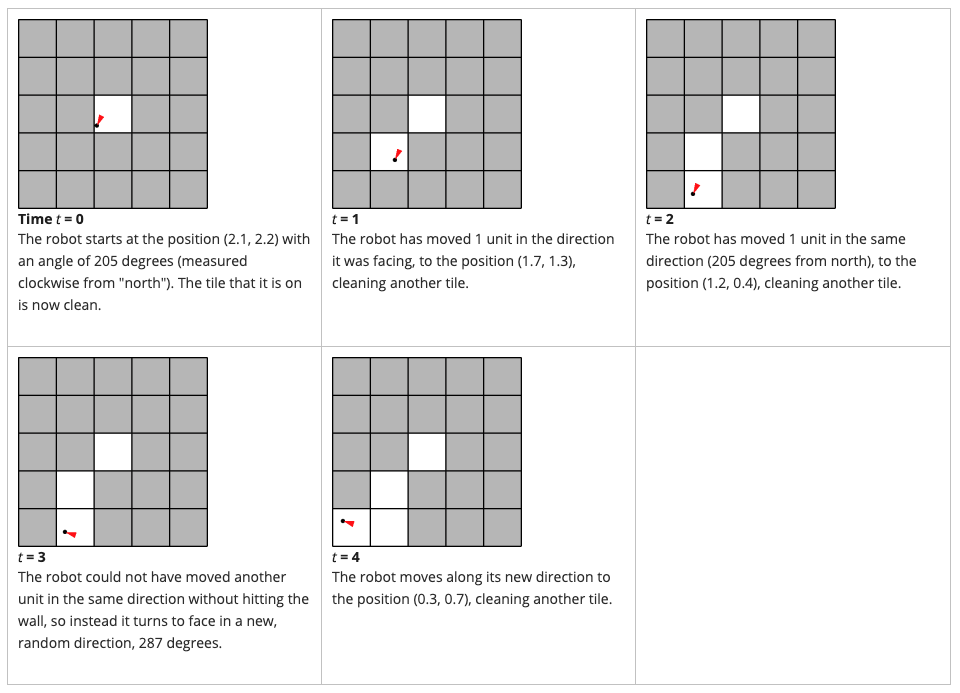 Time t = 0
The robot starts at the position (2.1, 2.2) with
an angle of 205 degrees (measured
clockwise from "north"). The tile that it is on
is now clean.
t = 1
The robot has moved 1 unit in the direction
it was facing, to the position (1.7, 1.3),
cleaning another tile.
t = 2
The robot has moved 1 unit in the same
direction (205 degrees from north), to the
position (1.2, 0.4), cleaning another tile.
t = 3
The robot could not have moved another
unit in the same direction without hitting the
wall, so instead it turns to face in a new,
random direction, 287 degrees.
t = 4
The robot moves along its new direction to
the position (0.3, 0.7), cleaning another tile.